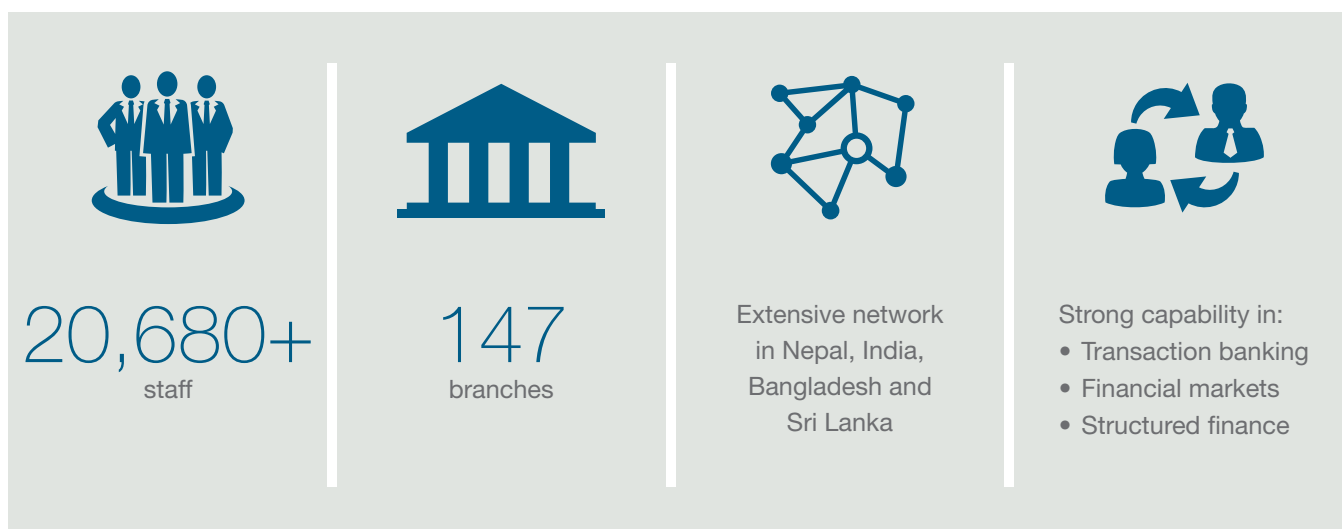 20,680+
staff
147
branches
Extensive network
in Nepal, India,
Bangladesh and
Sri Lanka
Strong capability in:
• Transaction banking
• Financial markets
• Structured finance